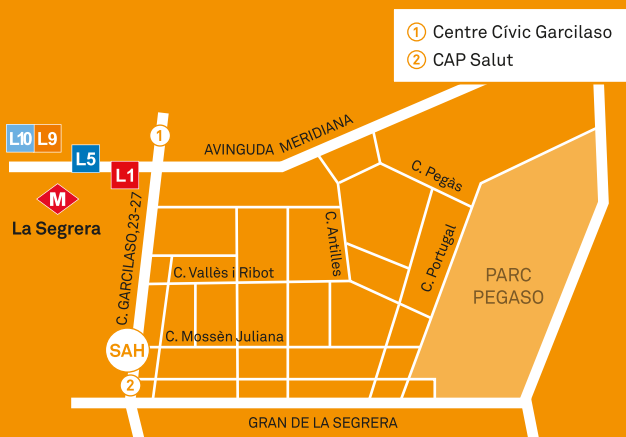 1 Centre Cívic Garcilaso
2 CAP Salut
1
AVINGUDA MERIDIANA
L10 L9
L5
L1
M
La Segrera
C. GARCILASO, 23-27
C. Pegàs
C. Antilles
C. Portugal
C. Vallès i Ribot
PARC
PEGASO
C. Mossèn Juliana
SAH
2
GRAN DE LA SEGRERA